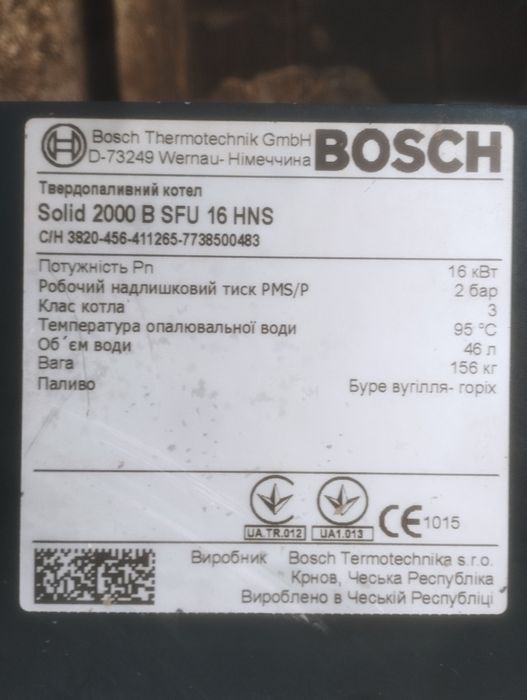 Bosch Thermotechnik GmbH
D-73249 Wernau- Німеччина
BOSCH
Твердопаливний котел
Solid 2000 B SFU 16 HNS
С/Н 3820-456-411265-7738500483
Потужність Pn 16 кВт
Робочий надлишковий тиск PMS/P 2 бар
Клас котла 3
Температура опалювальної води 95 °C
Об´єм води 46 л
Вага 156 кг
Паливо Буре вугілля- горіх
UA.TR.012 UA1.013 CE 1015
Виробник Bosch Termotechnika s.r.o.
Крнов, Чеська Республіка
Вироблено в Чеській Республіці